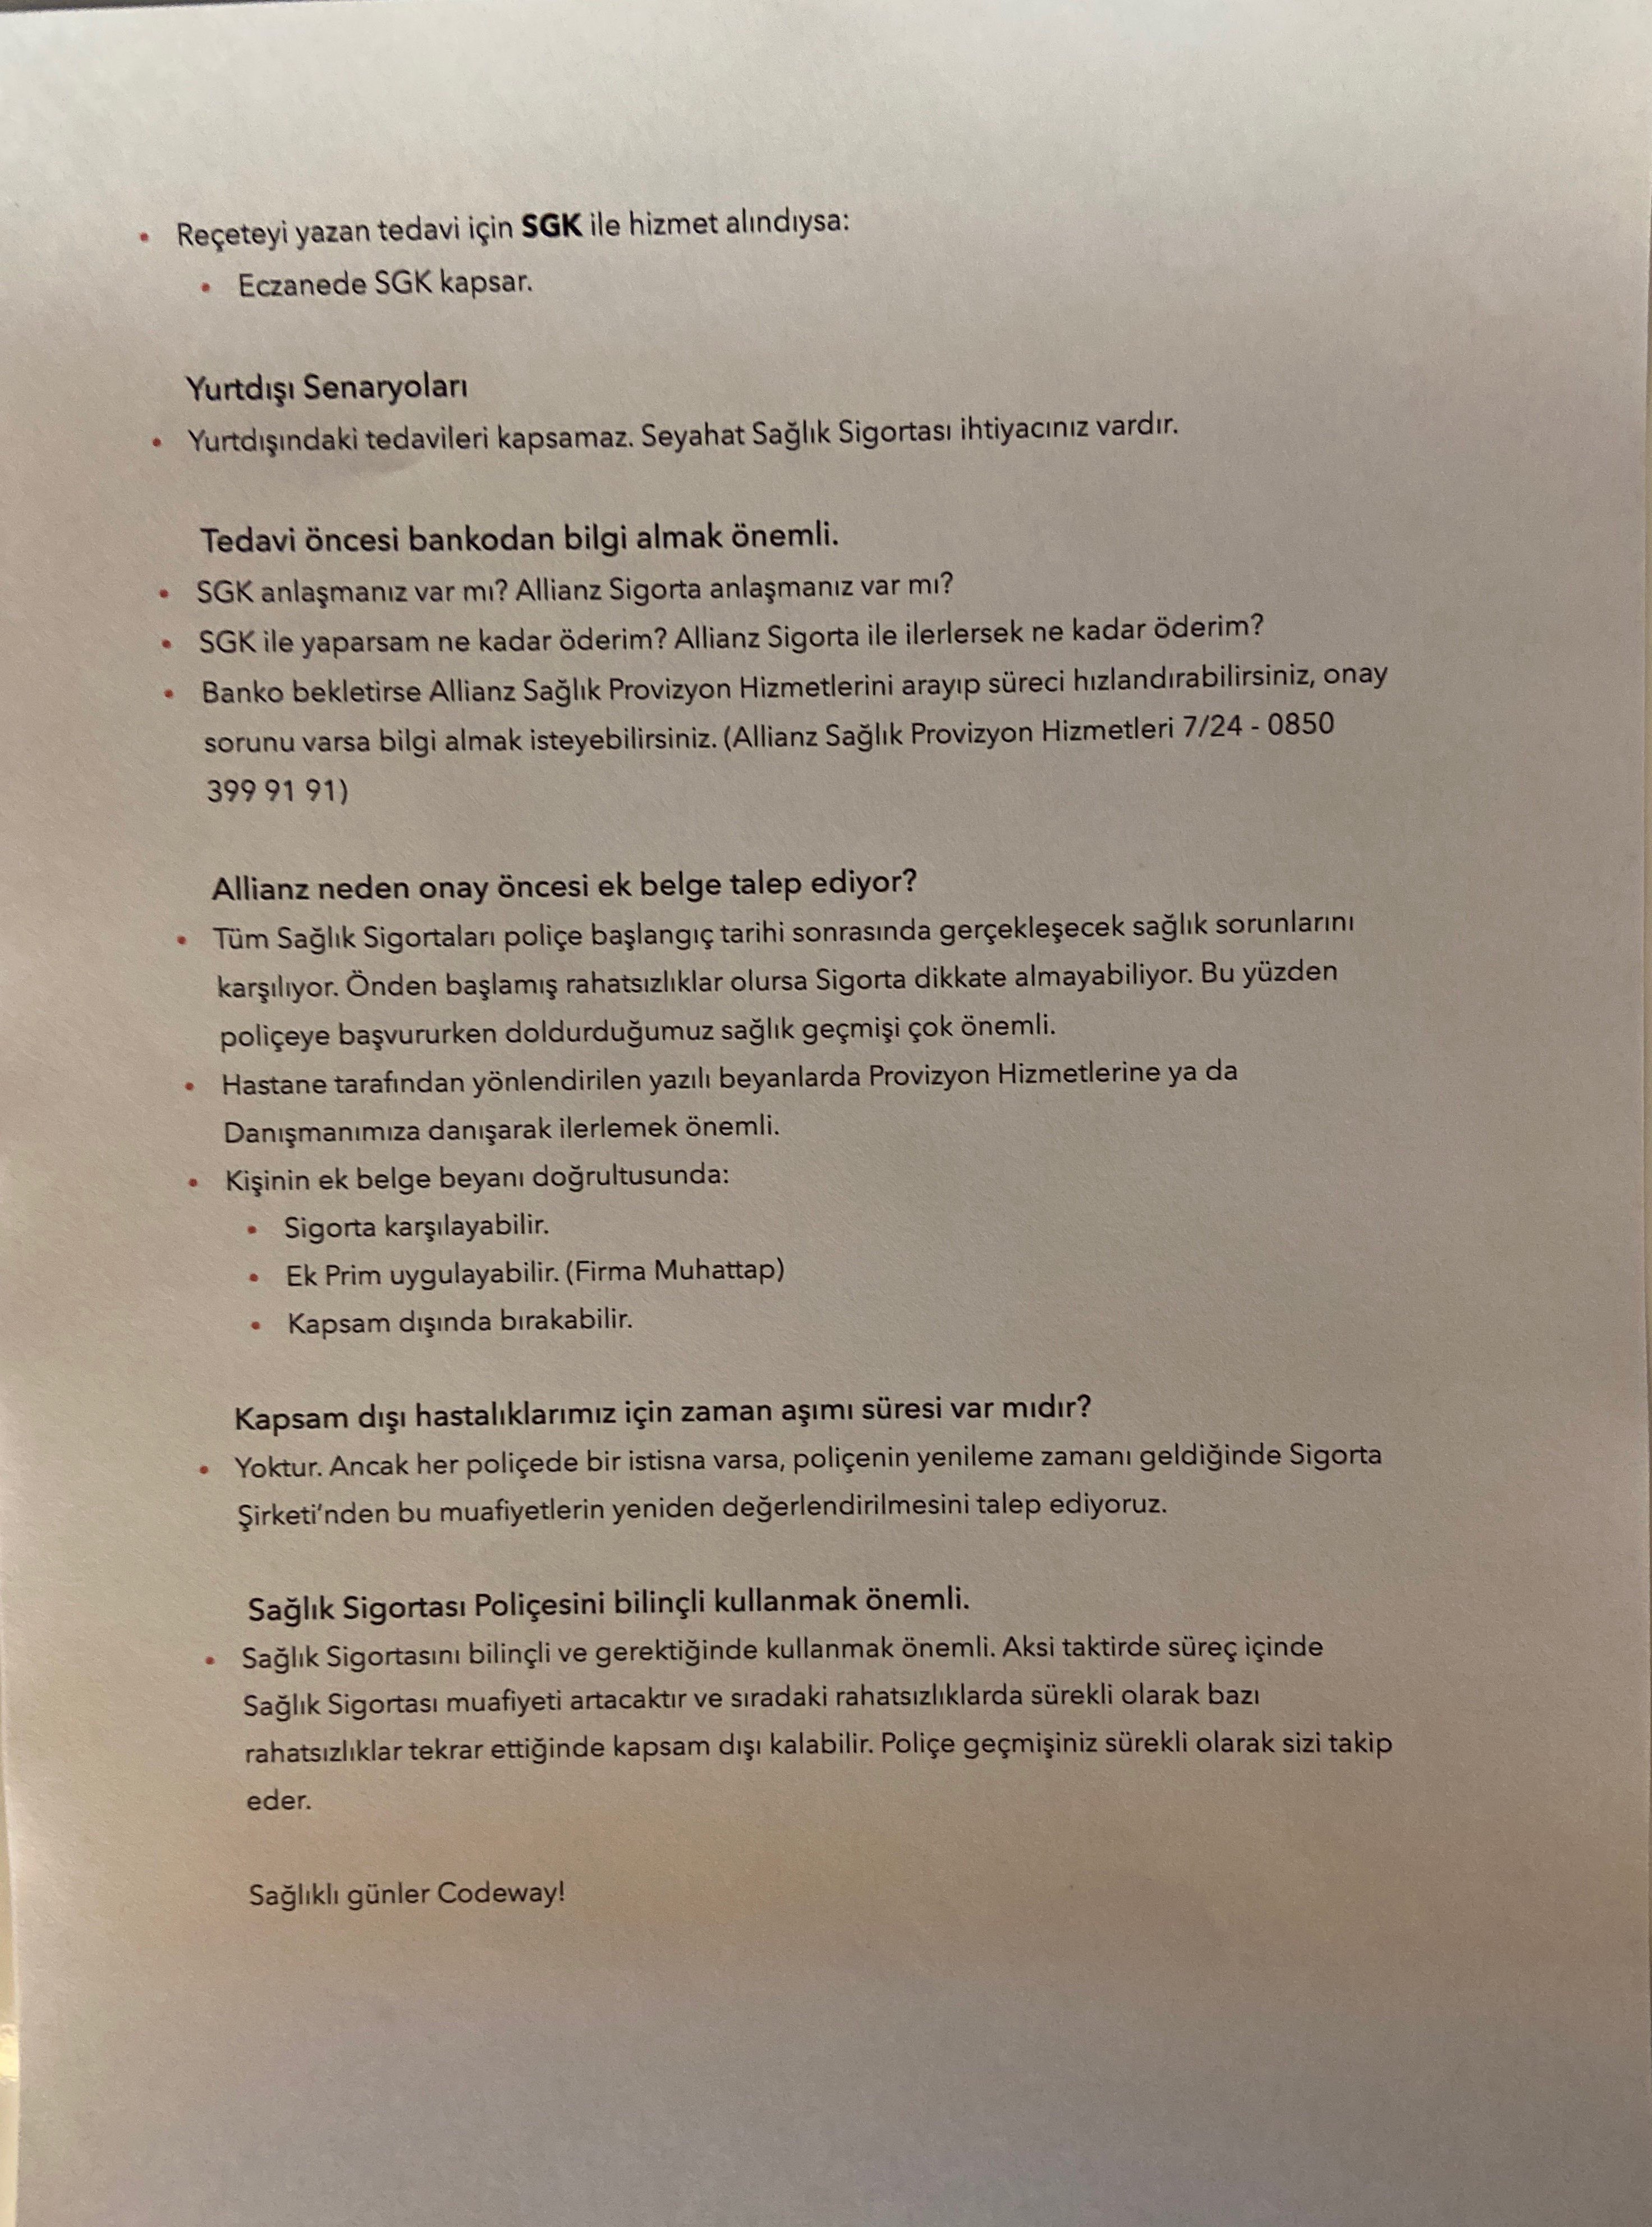 • Reçeteyi yazan tedavi için SGK ile hizmet alındıysa:
• Eczanede SGK kapsar.
Yurtdışı Senaryoları
• Yurtdışındaki tedavileri kapsamaz. Seyahat Sağlık Sigortası ihtiyacınız vardır.
Tedavi öncesi bankodan bilgi almak önemli.
• SGK anlaşmanız var mı? Allianz Sigorta anlaşmanız var mı?
• SGK ile yaparsam ne kadar öderim? Allianz Sigorta ile ilerlersek ne kadar öderim?
• Banko bekletirse Allianz Sağlık Provizyon Hizmetlerini arayıp süreci hızlandırabilirsiniz, onay
sorunu varsa bilgi almak isteyebilirsiniz. (Allianz Sağlık Provizyon Hizmetleri 7/24 - 0850
399 91 91)
Allianz neden onay öncesi ek belge talep ediyor?
• Tüm Sağlık Sigortaları poliçe başlangıç tarihi sonrasında gerçekleşecek sağlık sorunlarını
karşılıyor. Önden başlamış rahatsızlıklar olursa Sigorta dikkate almayabiliyor. Bu yüzden
poliçeye başvururken doldurduğumuz sağlık geçmişi çok önemli.
• Hastane tarafından yönlendirilen yazılı beyanlarda Provizyon Hizmetlerine ya da
Danışmanımıza danışarak ilerlemek önemli.
• Kişinin ek belge beyanı doğrultusunda:
• Sigorta karşılayabilir.
• Ek Prim uygulayabilir. (Firma Muhattap)
• Kapsam dışında bırakabilir.
Kapsam dışı hastalıklarımız için zaman aşımı süresi var mıdır?
• Yoktur. Ancak her poliçede bir istisna varsa, poliçenin yenileme zamanı geldiğinde Sigorta
Şirketi’nden bu muafiyetlerin yeniden değerlendirilmesini talep ediyoruz.
Sağlık Sigortası Poliçesini bilinçli kullanmak önemli.
• Sağlık Sigortasını bilinçli ve gerektiğinde kullanmak önemli. Aksi taktirde süreç içinde
Sağlık Sigortası muafiyeti artacaktır ve sıradaki rahatsızlıklarda sürekli olarak bazı
rahatsızlıklar tekrar ettiğinde kapsam dışı kalabilir. Poliçe geçmişiniz sürekli olarak sizi takip
eder.
Sağlıklı günler Codeway!